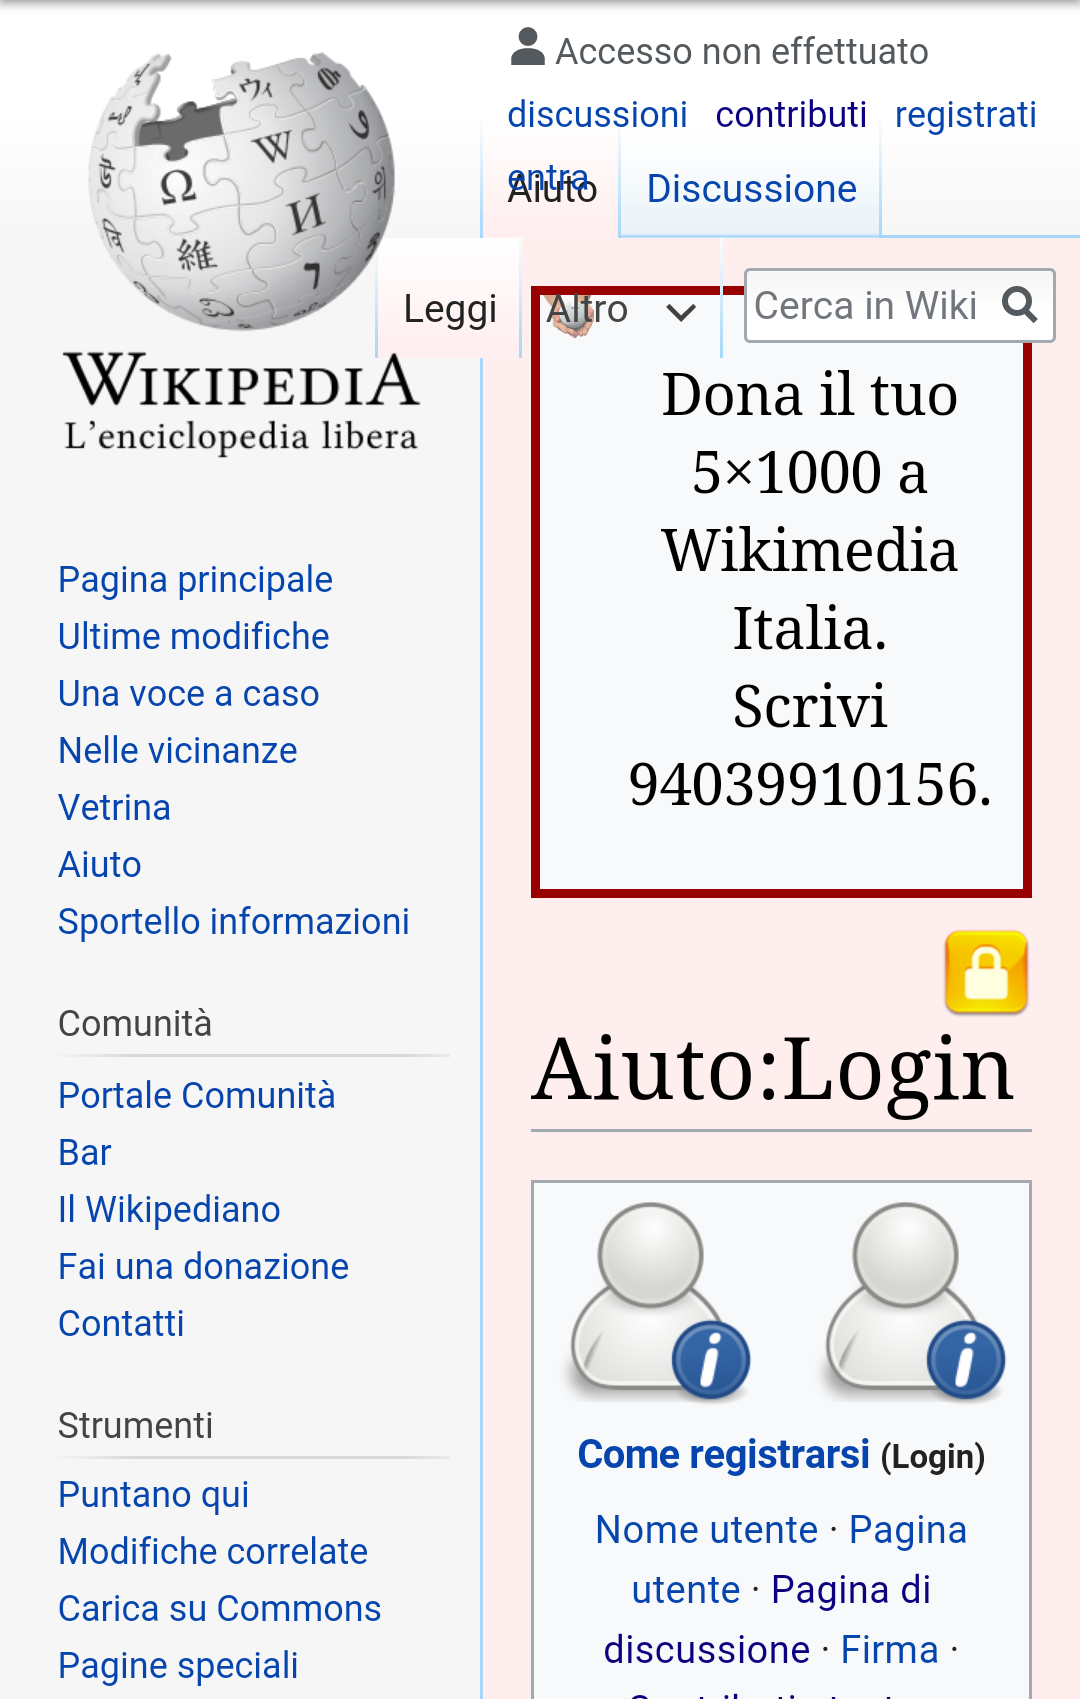 Accesso non effettuato
discussioni contributi registrati
entra
Aiuto Discussione
Leggi Altro Cerca in Wiki
WIKIPEDIA
L'enciclopedia libera
Dona il tuo
5×1000 a
Wikimedia
Italia.
Scrivi
94039910156.
Pagina principale
Ultime modifiche
Una voce a caso
Nelle vicinanze
Vetrina
Aiuto
Sportello informazioni
Comunità
Portale Comunità
Bar
Il Wikipediano
Fai una donazione
Contatti
Strumenti
Puntano qui
Modifiche correlate
Carica su Commons
Pagine speciali
Aiuto:Login
Come registrarsi (Login)
Nome utente · Pagina
utente · Pagina di
discussione · Firma ·